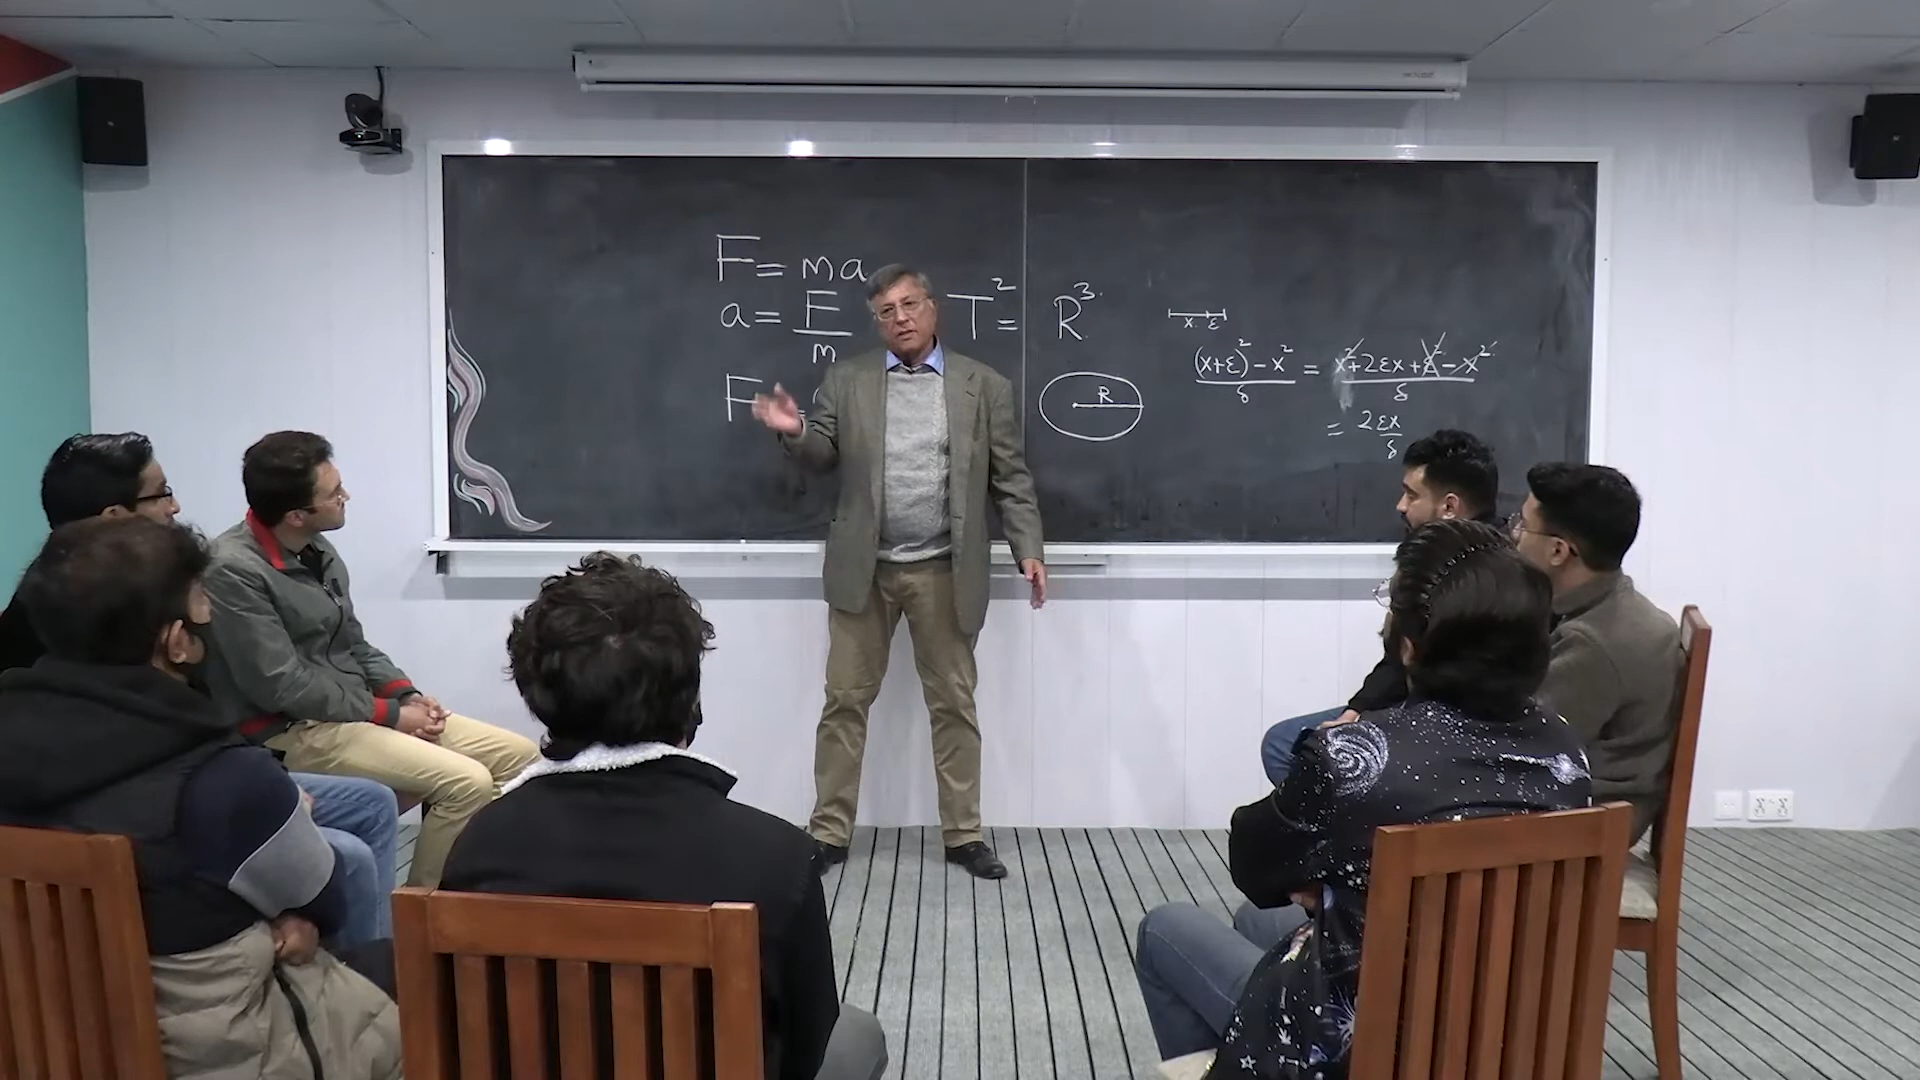 F = ma
a = F/m
F =
T² = R³
R
x ε
(x+ε)² - x² / δ = x² + 2εx + ε² - x² / δ
= 2εx / δ